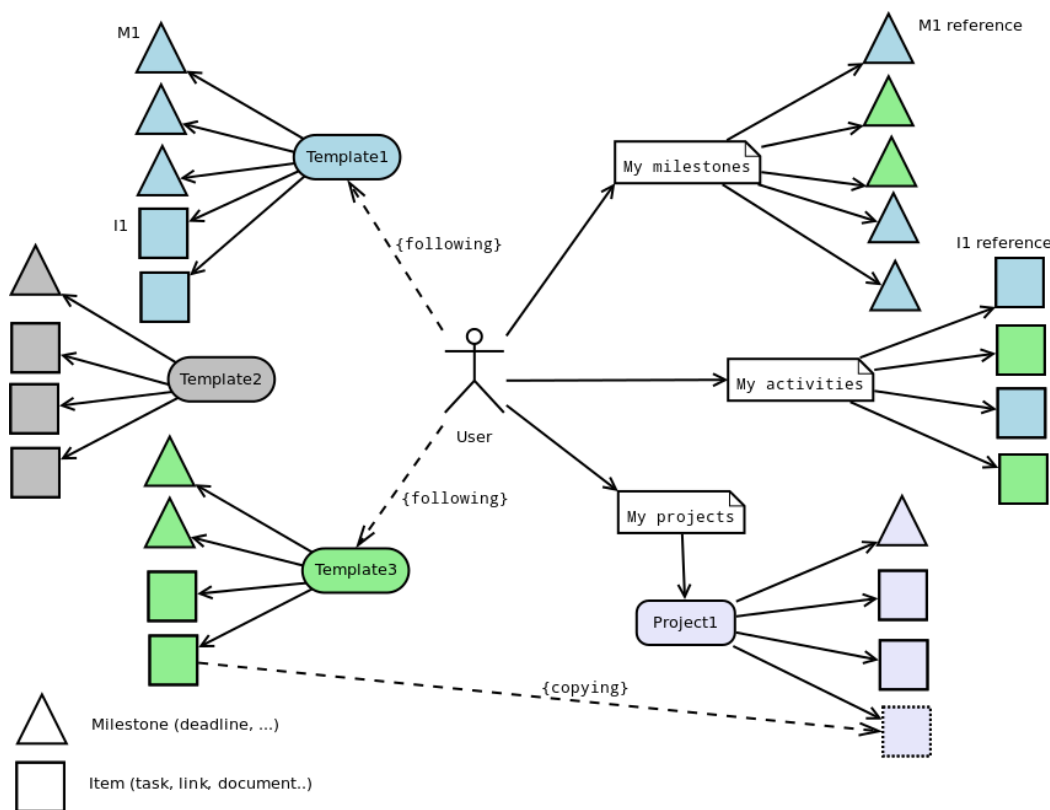 M1
M1 reference
Template1
My milestones
I1
{following}
I1 reference
Template2
My activities
User
{following}
My projects
Template3
Project1
{copying}
Milestone (deadline, ...)
Item (task, link, document..)